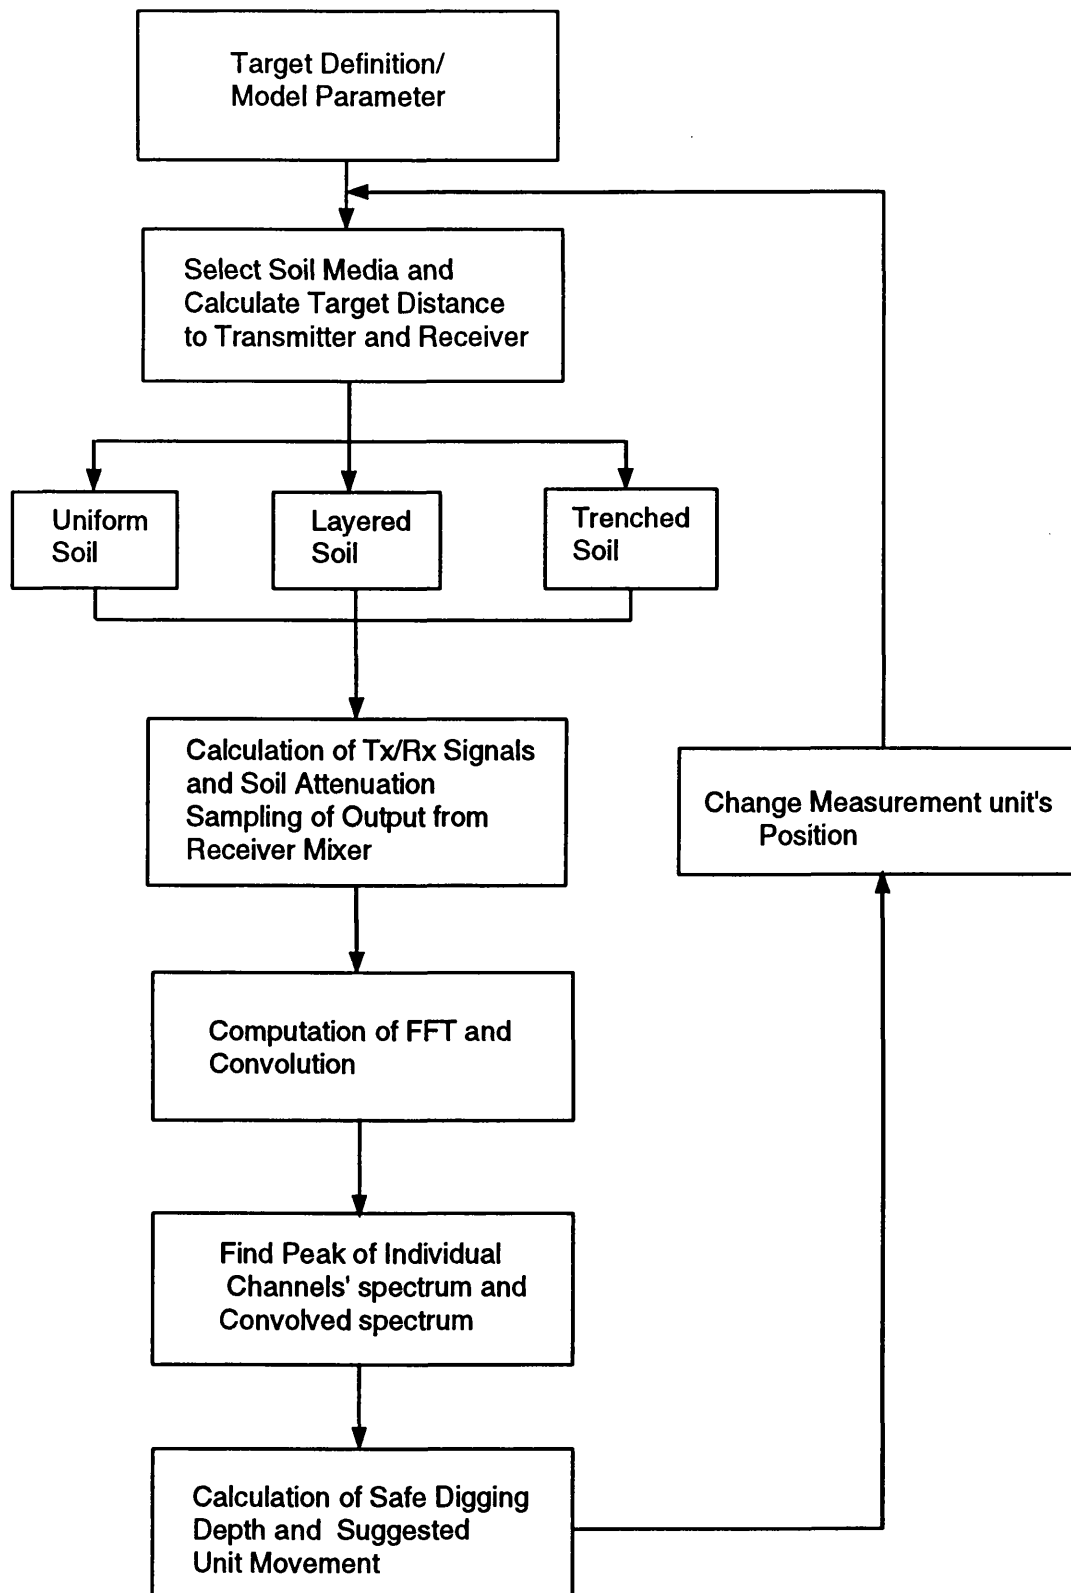 Target Definition/
Model Parameter
Select Soil Media and
Calculate Target Distance
to Transmitter and Receiver
Uniform
Soil
Layered
Soil
Trenched
Soil
Calculation of Tx/Rx Signals
and Soil Attenuation
Sampling of Output from
Receiver Mixer
Change Measurement unit's
Position
Computation of FFT and
Convolution
Find Peak of Individual
Channels' spectrum and
Convolved spectrum
Calculation of Safe Digging
Depth and Suggested
Unit Movement